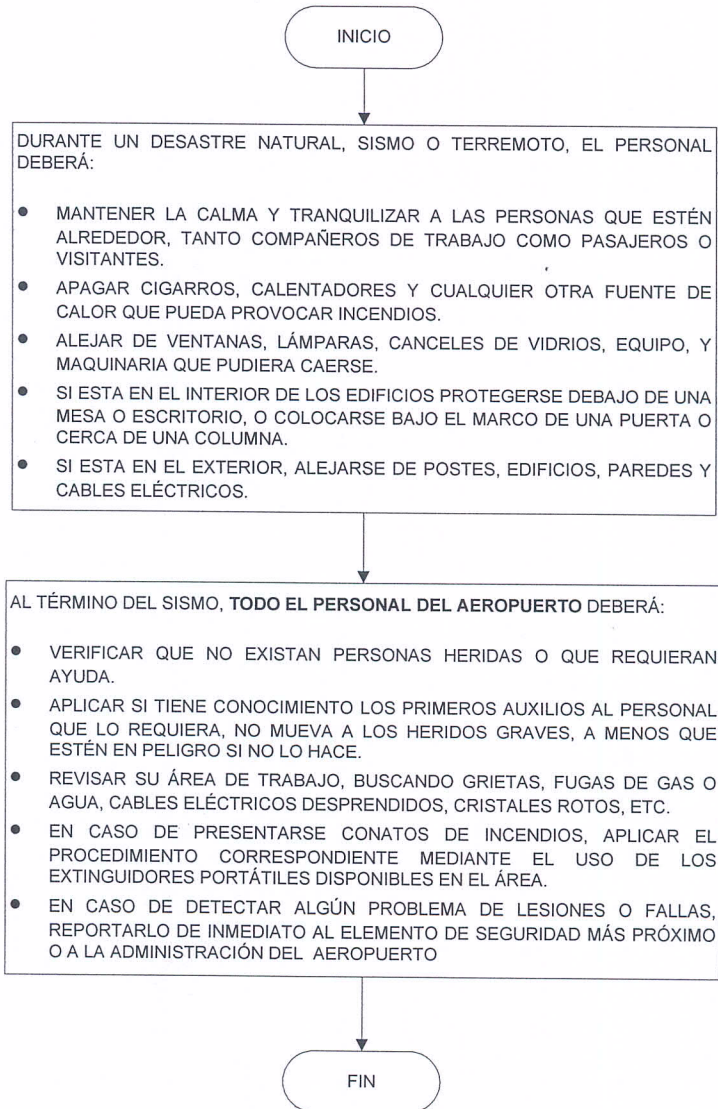 INICIO
DURANTE UN DESASTRE NATURAL, SISMO O TERREMOTO, EL PERSONAL
DEBERÁ:
● MANTENER LA CALMA Y TRANQUILIZAR A LAS PERSONAS QUE ESTÉN
ALREDEDOR, TANTO COMPAÑEROS DE TRABAJO COMO PASAJEROS O
VISITANTES.
● APAGAR CIGARROS, CALENTADORES Y CUALQUIER OTRA FUENTE DE
CALOR QUE PUEDA PROVOCAR INCENDIOS.
● ALEJAR DE VENTANAS, LÁMPARAS, CANCELES DE VIDRIOS, EQUIPO, Y
MAQUINARIA QUE PUDIERA CAERSE.
● SI ESTA EN EL INTERIOR DE LOS EDIFICIOS PROTEGERSE DEBAJO DE UNA
MESA O ESCRITORIO, O COLOCARSE BAJO EL MARCO DE UNA PUERTA O
CERCA DE UNA COLUMNA.
● SI ESTA EN EL EXTERIOR, ALEJARSE DE POSTES, EDIFICIOS, PAREDES Y
CABLES ELÉCTRICOS.
AL TÉRMINO DEL SISMO, TODO EL PERSONAL DEL AEROPUERTO DEBERÁ:
● VERIFICAR QUE NO EXISTAN PERSONAS HERIDAS O QUE REQUIERAN
AYUDA.
● APLICAR SI TIENE CONOCIMIENTO LOS PRIMEROS AUXILIOS AL PERSONAL
QUE LO REQUIERA, NO MUEVA A LOS HERIDOS GRAVES, A MENOS QUE
ESTÉN EN PELIGRO SI NO LO HACE.
● REVISAR SU ÁREA DE TRABAJO, BUSCANDO GRIETAS, FUGAS DE GAS O
AGUA, CABLES ELÉCTRICOS DESPRENDIDOS, CRISTALES ROTOS, ETC.
● EN CASO DE PRESENTARSE CONATOS DE INCENDIOS, APLICAR EL
PROCEDIMIENTO CORRESPONDIENTE MEDIANTE EL USO DE LOS
EXTINGUIDORES PORTÁTILES DISPONIBLES EN EL ÁREA.
● EN CASO DE DETECTAR ALGÚN PROBLEMA DE LESIONES O FALLAS,
REPORTARLO DE INMEDIATO AL ELEMENTO DE SEGURIDAD MÁS PRÓXIMO
O A LA ADMINISTRACIÓN DEL AEROPUERTO
FIN